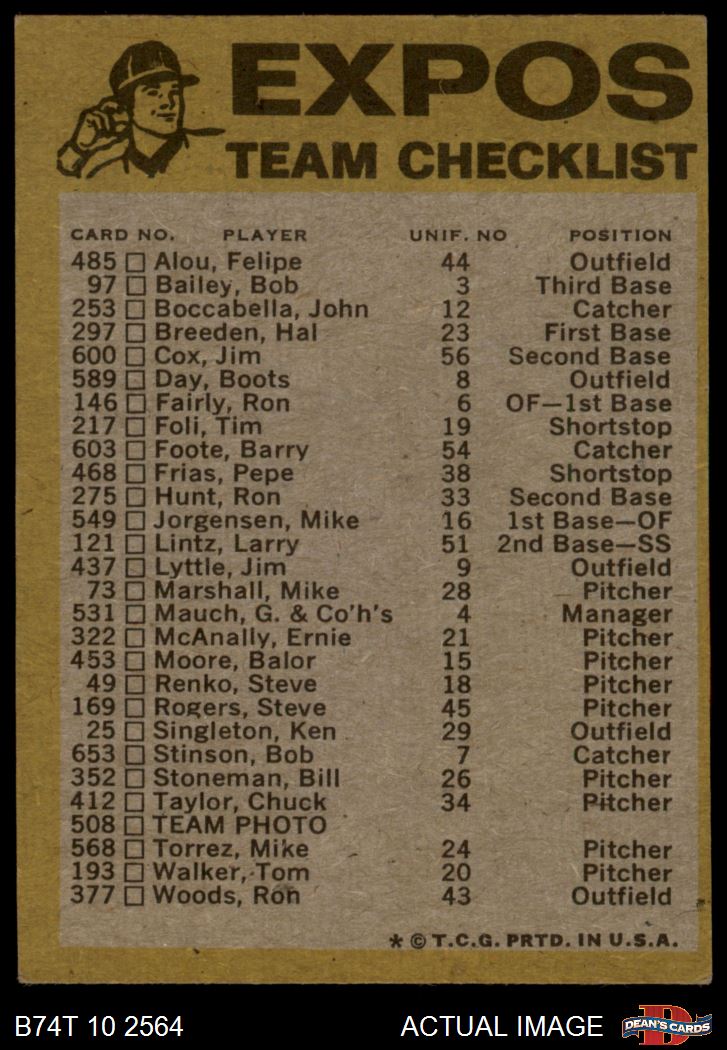 EXPOS
TEAM CHECKLIST
CARD NO. PLAYER UNIF. NO POSITION
485 □ Alou, Felipe 44 Outfield
97 □ Bailey, Bob 3 Third Base
253 □ Boccabella, John 12 Catcher
297 □ Breeden, Hal 23 First Base
600 □ Cox, Jim 56 Second Base
589 □ Day, Boots 8 Outfield
146 □ Fairly, Ron 6 OF—1st Base
217 □ Foli, Tim 19 Shortstop
603 □ Foote, Barry 54 Catcher
468 □ Frias, Pepe 38 Shortstop
275 □ Hunt, Ron 33 Second Base
549 □ Jorgensen, Mike 16 1st Base—OF
121 □ Lintz, Larry 51 2nd Base—SS
437 □ Lyttle, Jim 9 Outfield
73 □ Marshall, Mike 28 Pitcher
531 □ Mauch, G. & Co'h's 4 Manager
322 □ McAnally, Ernie 21 Pitcher
453 □ Moore, Balor 15 Pitcher
49 □ Renko, Steve 18 Pitcher
169 □ Rogers, Steve 45 Pitcher
25 □ Singleton, Ken 29 Outfield
653 □ Stinson, Bob 7 Catcher
352 □ Stoneman, Bill 26 Pitcher
412 □ Taylor, Chuck 34 Pitcher
508 □ TEAM PHOTO
568 □ Torrez, Mike 24 Pitcher
193 □ Walker, Tom 20 Pitcher
377 □ Woods, Ron 43 Outfield
* © T.C.G. PRTD. IN U.S.A.
B74T 10 2564 ACTUAL IMAGE D DEAN'S CARDS